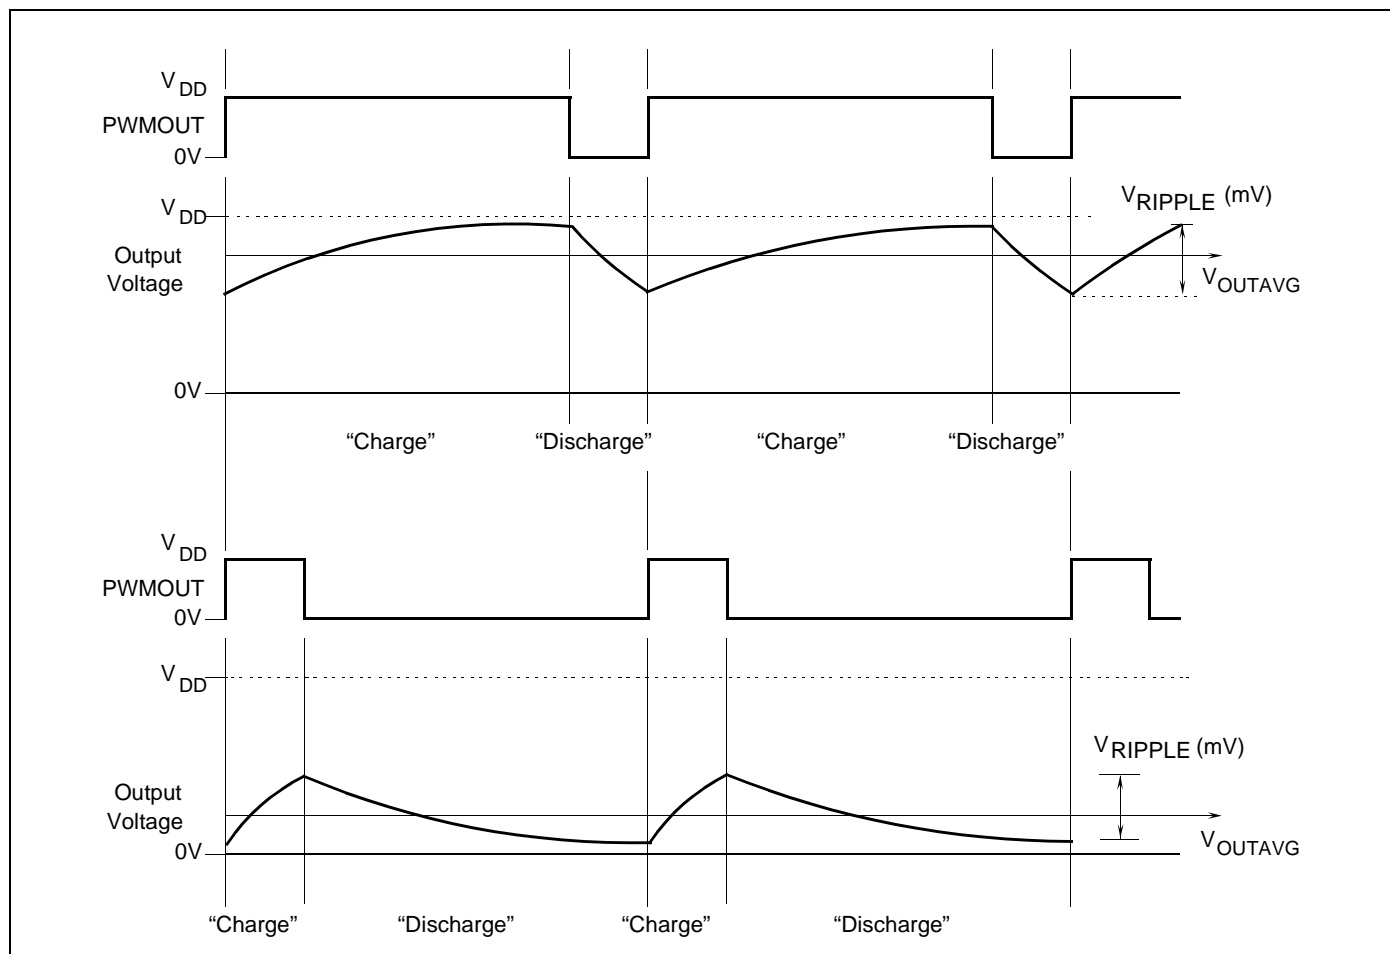 VDD
PWMOUT
0V
VDD
VRIPPLE (mV)
Output
Voltage
VOUTAVG
0V
“Charge”
“Discharge”
“Charge”
“Discharge”
VDD
PWMOUT
0V
VDD
VRIPPLE (mV)
Output
Voltage
VOUTAVG
0V
“Charge”
“Discharge”
“Charge”
“Discharge”